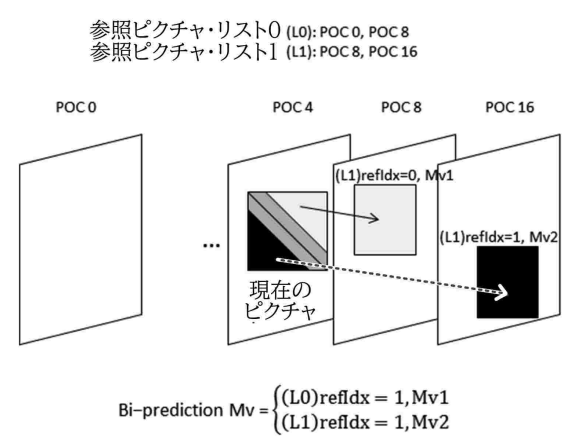 参照ピクチャ・リスト0 (L0): POC 0, POC 8
参照ピクチャ・リスト1 (L1): POC 8, POC 16
POC 0 POC 4 POC 8 POC 16
(L1)refIdx=0, Mv1
(L1)refIdx=1, Mv2
...
現在の
ピクチャ
Bi-prediction Mv = {(L0)refIdx = 1, Mv1
(L1)refIdx = 1, Mv2